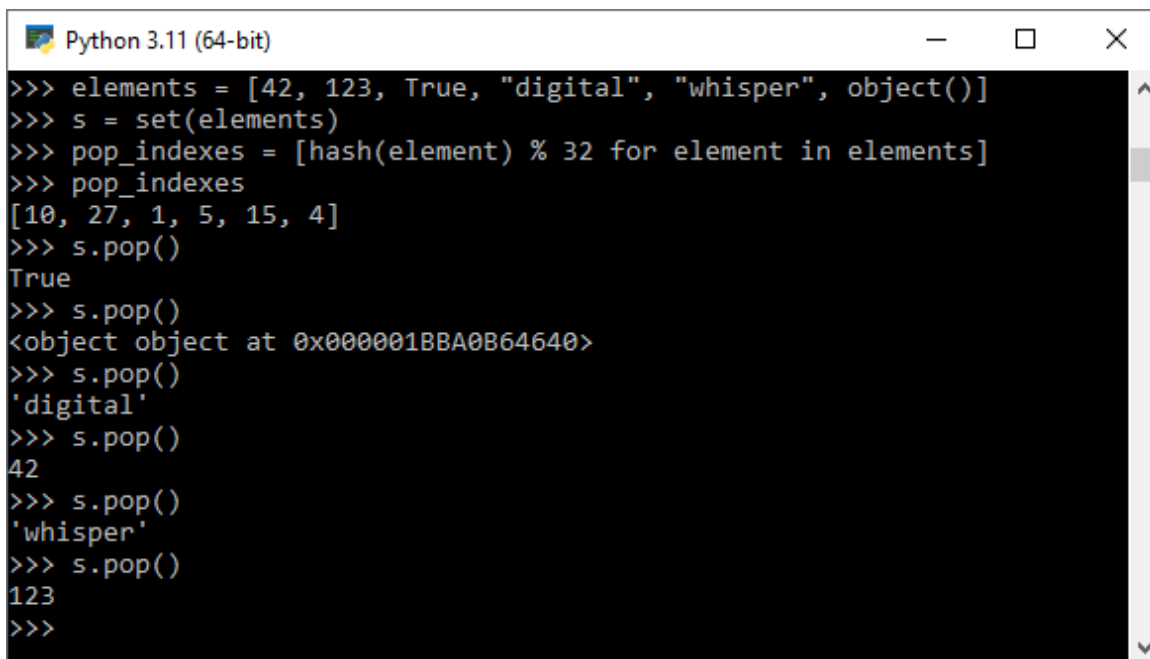 Python 3.11 (64-bit)
>>> elements = [42, 123, True, "digital", "whisper", object()]
>>> s = set(elements)
>>> pop_indexes = [hash(element) % 32 for element in elements]
>>> pop_indexes
[10, 27, 1, 5, 15, 4]
>>> s.pop()
True
>>> s.pop()
<object object at 0x000001BBA0B64640>
>>> s.pop()
'digital'
>>> s.pop()
42
>>> s.pop()
'whisper'
>>> s.pop()
123
>>>